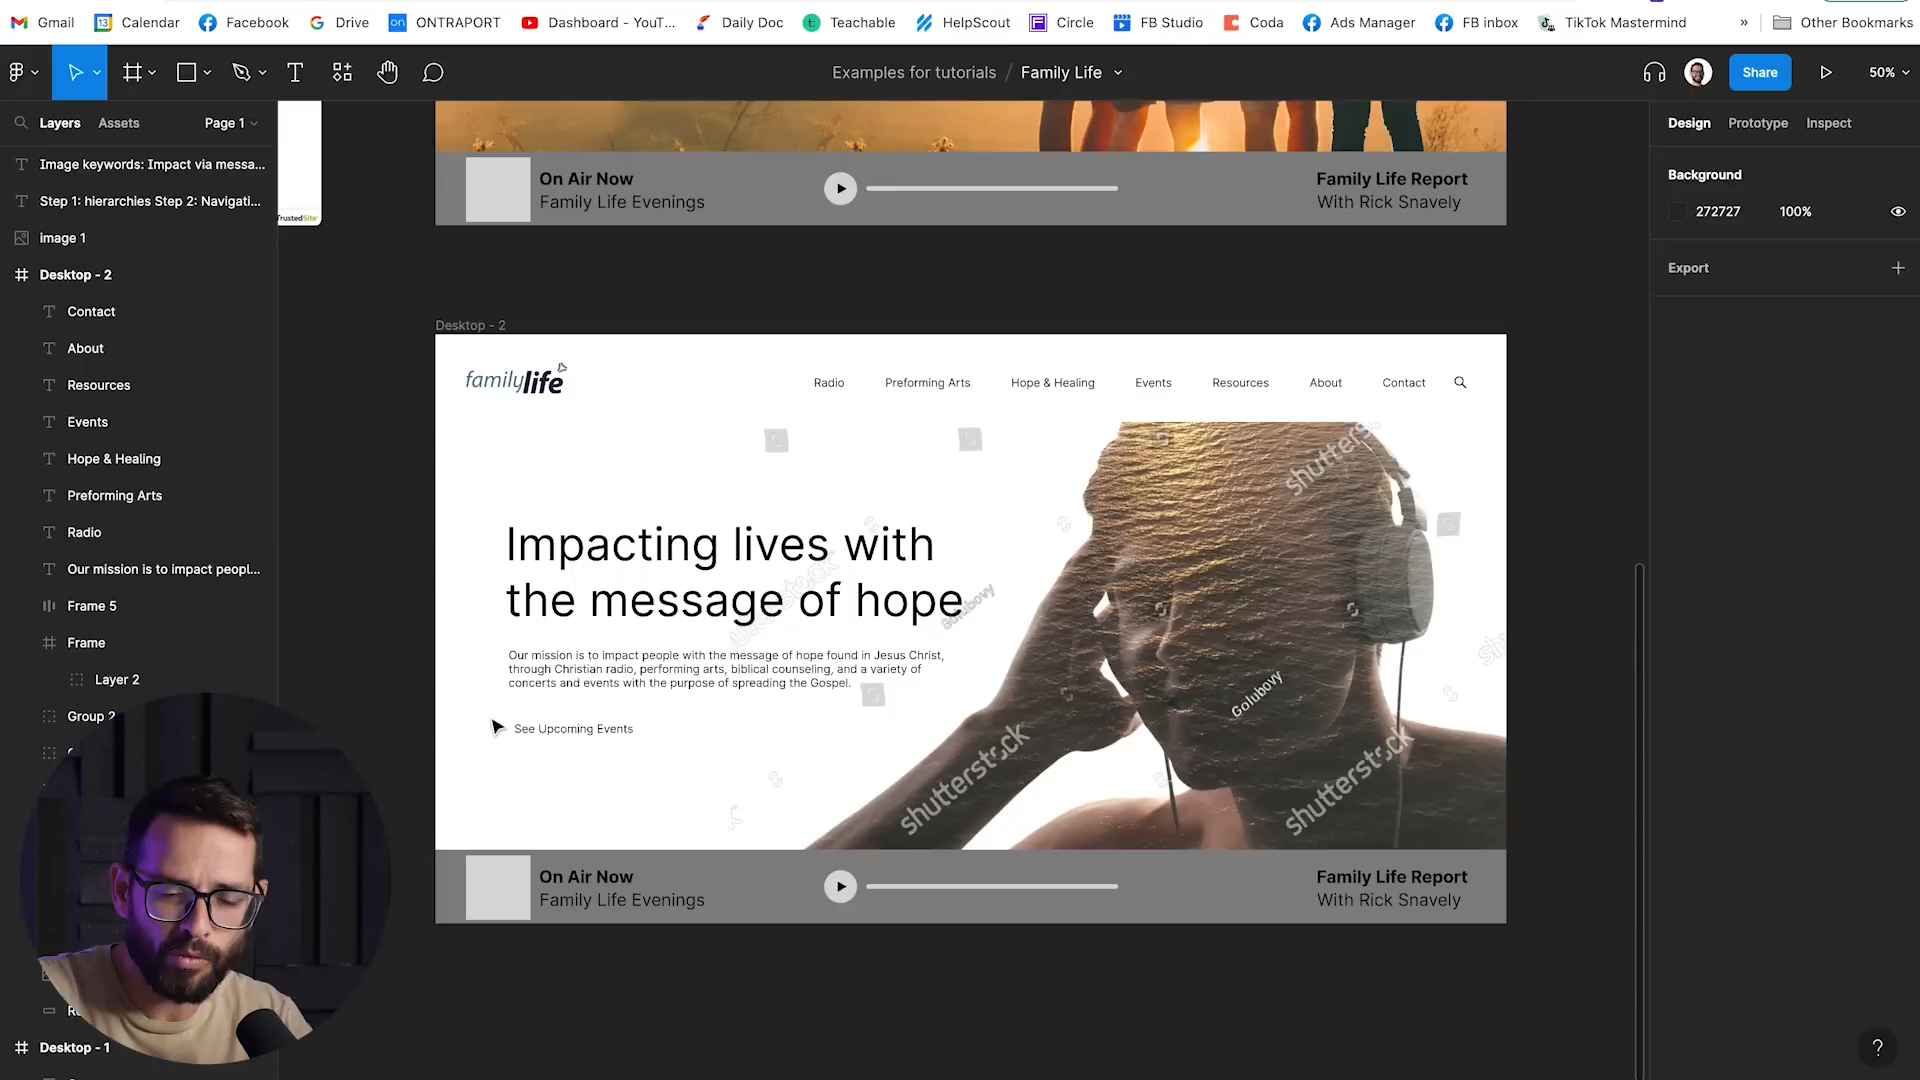 Gmail
Calendar
Facebook
Drive
ONTRAPORT
Dashboard - YouT...
Daily Doc
Teachable
HelpScout
Circle
FB Studio
Coda
Ads Manager
FB inbox
TikTok Mastermind
»
Other Bookmarks
Examples for tutorials / Family Life
Share
50%
Layers
Assets
Page 1
Image keywords: Impact via messa...
Step 1: hierarchies Step 2: Navigati...
image 1
Desktop - 2
Contact
About
Resources
Events
Hope & Healing
Preforming Arts
Radio
Our mission is to impact peopl...
Frame 5
Frame
Layer 2
Group 2
Desktop - 1
TrustedSite
On Air Now
Family Life Evenings
Family Life Report
With Rick Snavely
Desktop - 2
familylife
Radio
Preforming Arts
Hope & Healing
Events
Resources
About
Contact
Impacting lives with
the message of hope
Our mission is to impact people with the message of hope found in Jesus Christ,
through Christian radio, performing arts, biblical counseling, and a variety of
concerts and events with the purpose of spreading the Gospel.
See Upcoming Events
shutterstock
Golubovy
Golubovy
shutterstock
shutterstock
On Air Now
Family Life Evenings
Family Life Report
With Rick Snavely
Design
Prototype
Inspect
Background
272727
100%
Export
?